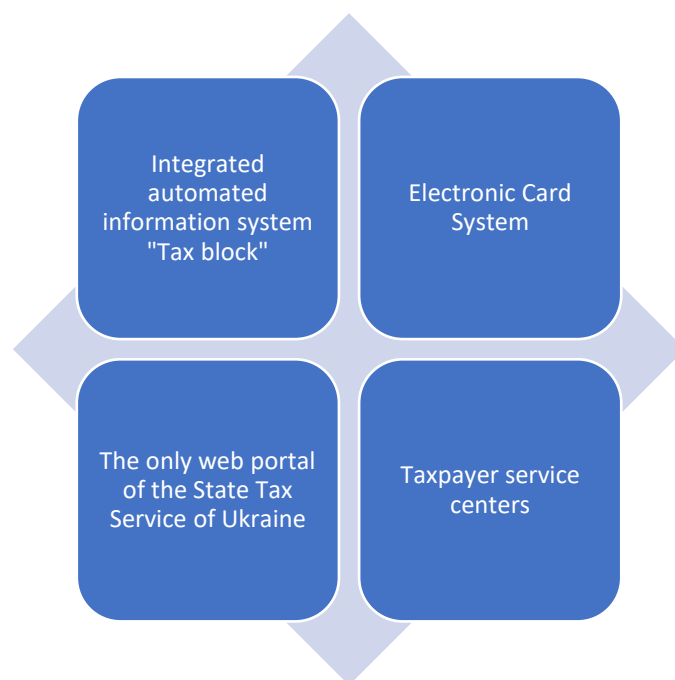 Integrated
automated
information system
"Tax block"
Electronic Card
System
The only web portal
of the State Tax
Service of Ukraine
Taxpayer service
centers